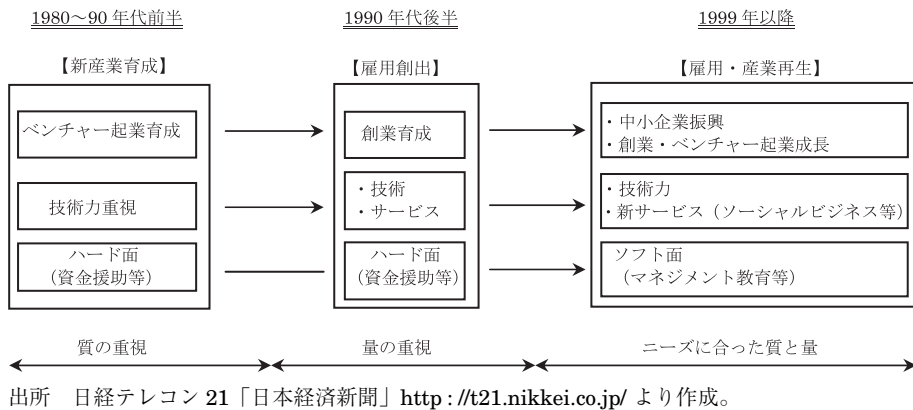 1980～90 年代前半
1990 年代後半
1999 年以降
【新産業育成】
【雇用創出】
【雇用・産業再生】
ベンチャー起業育成
創業育成
・中小企業振興
・創業・ベンチャー起業成長
技術力重視
・技術
・サービス
・技術力
・新サービス（ソーシャルビジネス等）
ハード面
（資金援助等）
ハード面
（資金援助等）
ソフト面
（マネジメント教育等）
質の重視
量の重視
ニーズに合った質と量
出所　日経テレコン 21「日本経済新聞」http : //t21.nikkei.co.jp/ より作成。